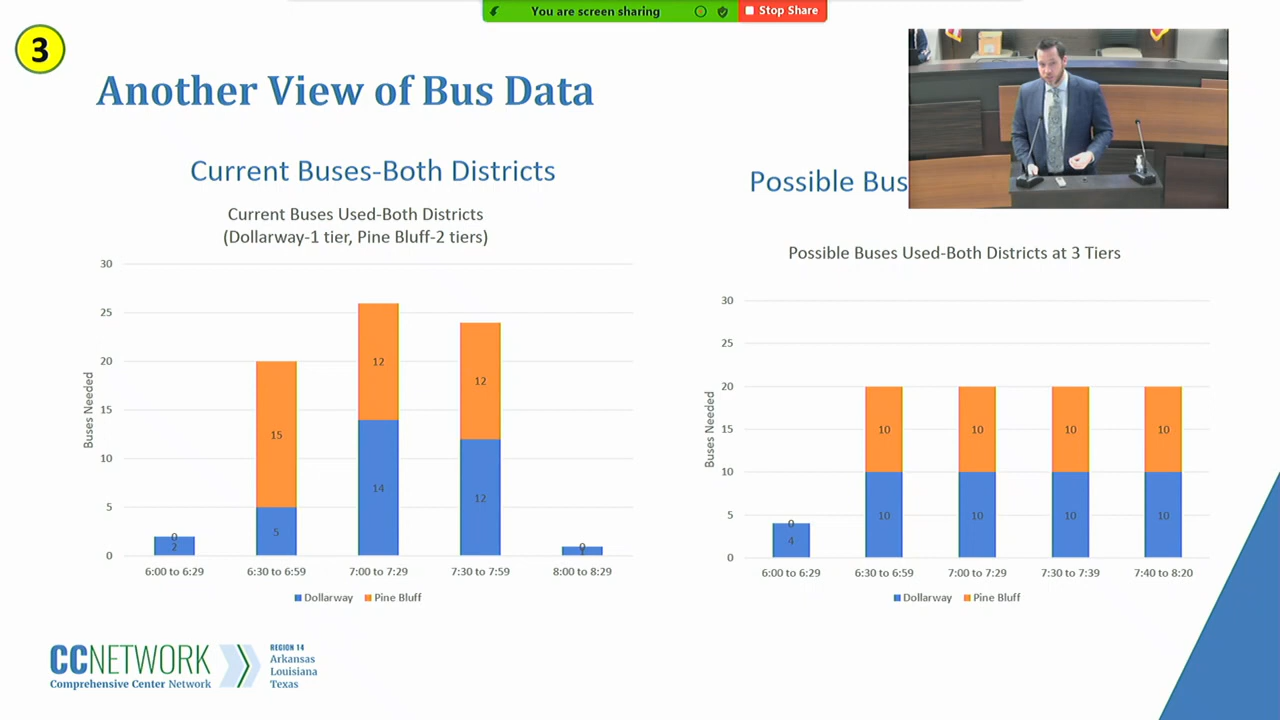 You are screen sharing
Stop Share
3
Another View of Bus Data
Current Buses-Both Districts
Current Buses Used-Both Districts
(Dollarway-1 tier, Pine Bluff-2 tiers)
30
25
20
15
10
5
0
Buses Needed
0
2
15
5
12
14
12
12
0
1
6:00 to 6:29
6:30 to 6:59
7:00 to 7:29
7:30 to 7:59
8:00 to 8:29
Dollarway
Pine Bluff
Possible Bus
Possible Buses Used-Both Districts at 3 Tiers
30
25
20
15
10
5
0
Buses Needed
0
4
10
10
10
10
10
10
10
10
6:00 to 6:29
6:30 to 6:59
7:00 to 7:29
7:30 to 7:39
7:40 to 8:20
Dollarway
Pine Bluff
CCNETWORK
Comprehensive Center Network
REGION 14
Arkansas
Louisiana
Texas